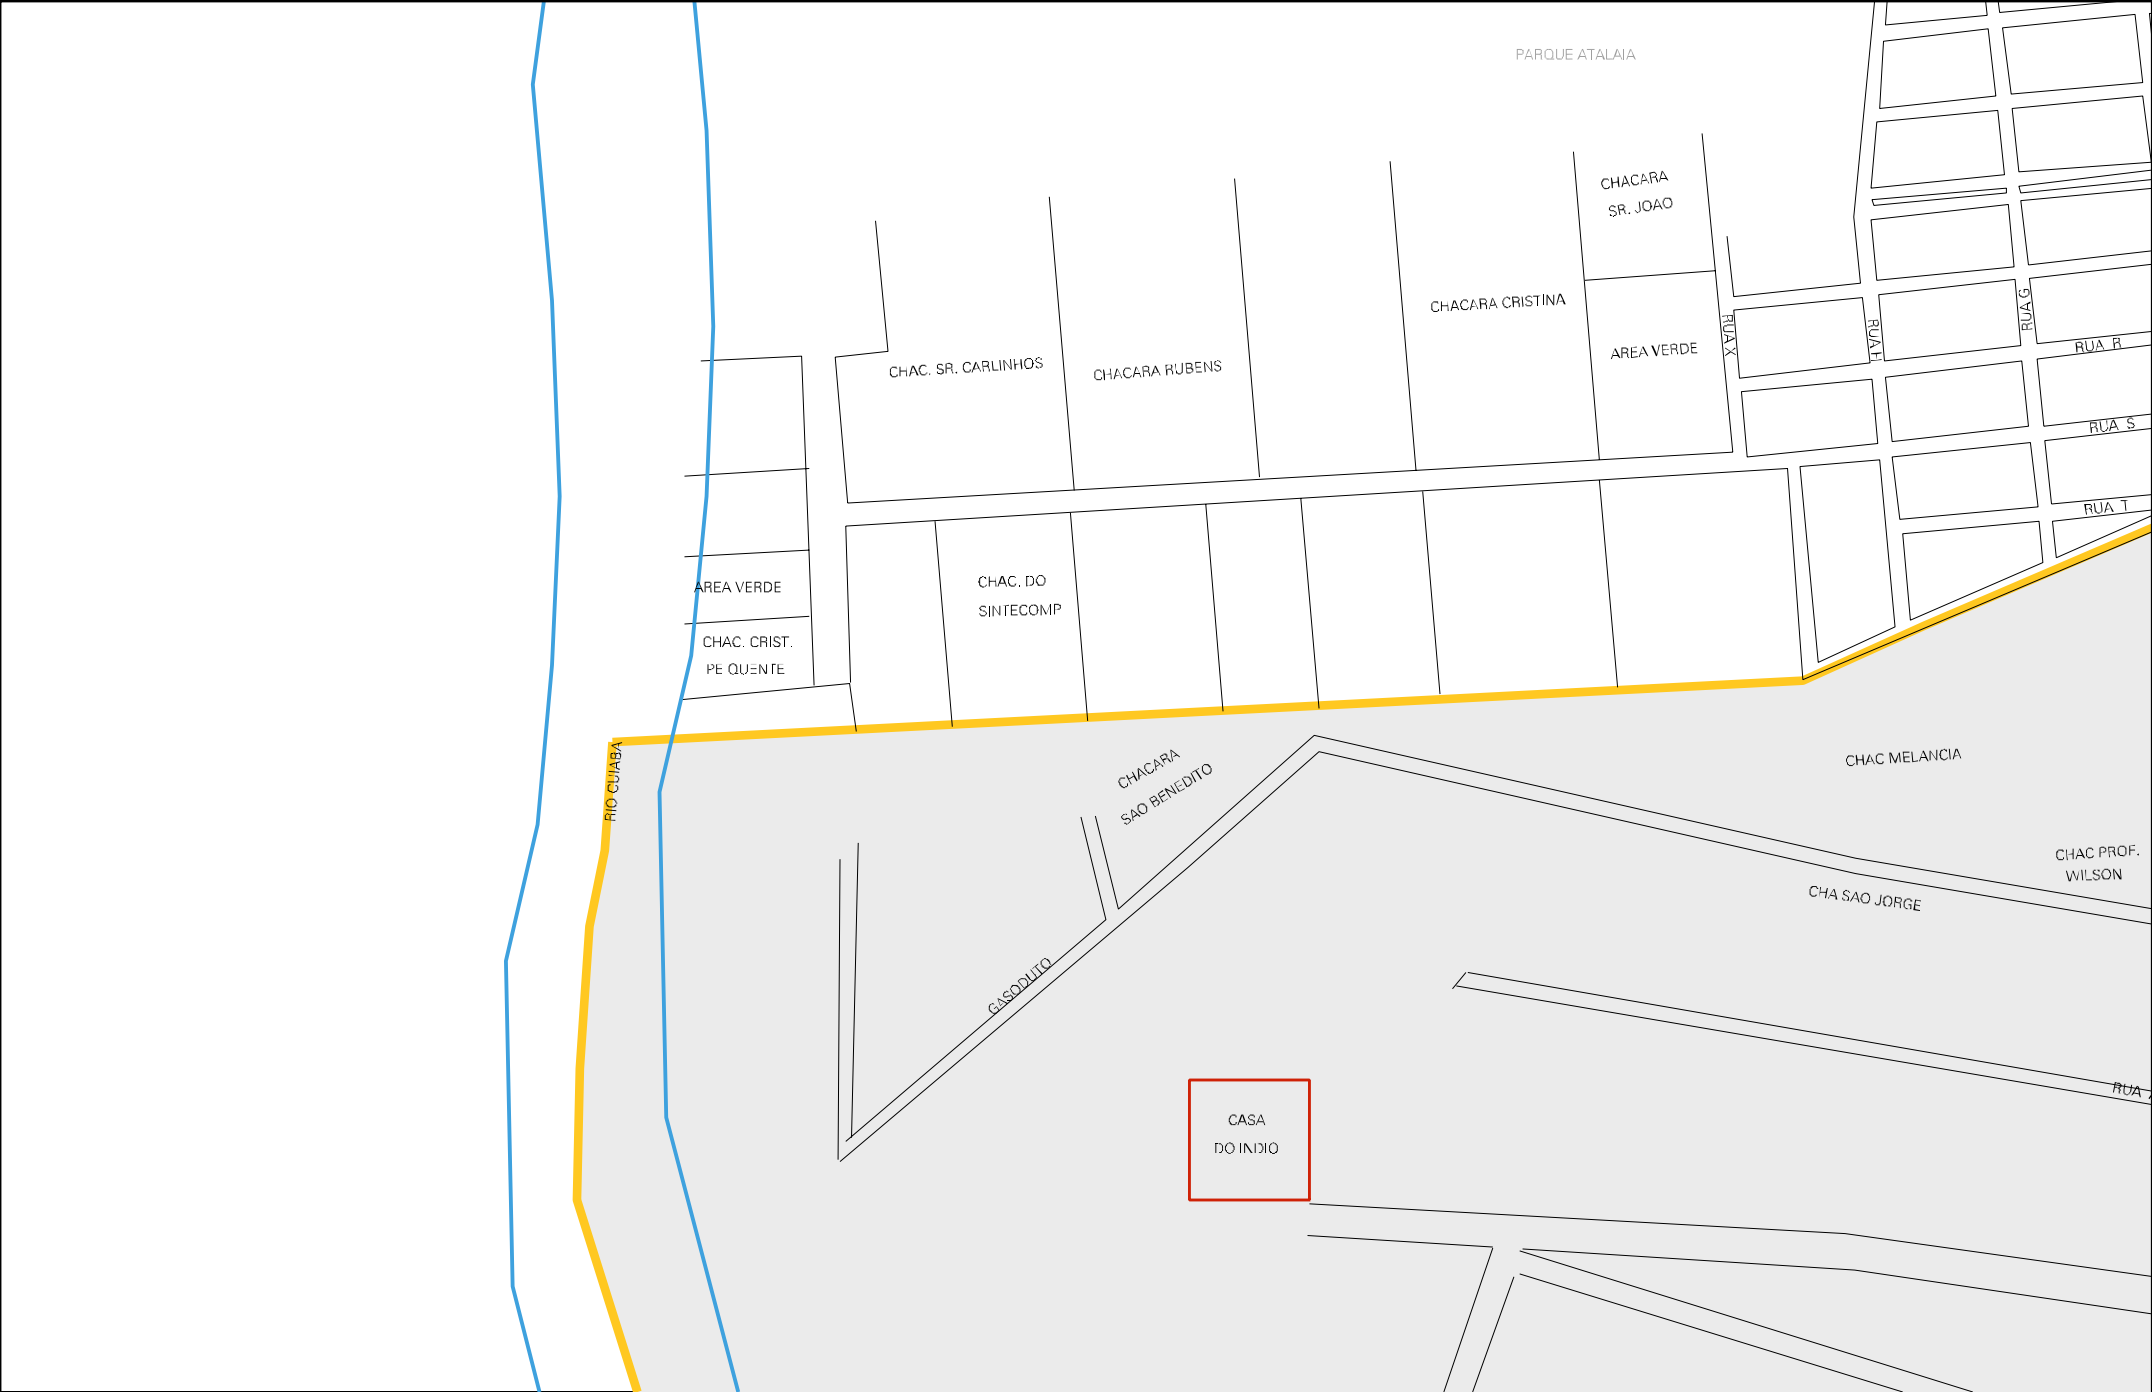 PARQUE ATALAIA
CHACARA
SR. JOAO
CHACARA CRISTINA
RUA G
RUA X
RUA H
RUA R
AREA VERDE
CHAC. SR. CARLINHOS
CHACARA RUBENS
RUA S
RUA T
AREA VERDE
CHAC. DO
SINTECOMP
CHAC. CRIST.
PE QUENTE
RIO CUIABA
CHACARA
SAO BENEDITO
CHAC MELANCIA
CHAC PROF.
WILSON
CHA SAO JORGE
GASODUTO
RUA
CASA
DO INDIO